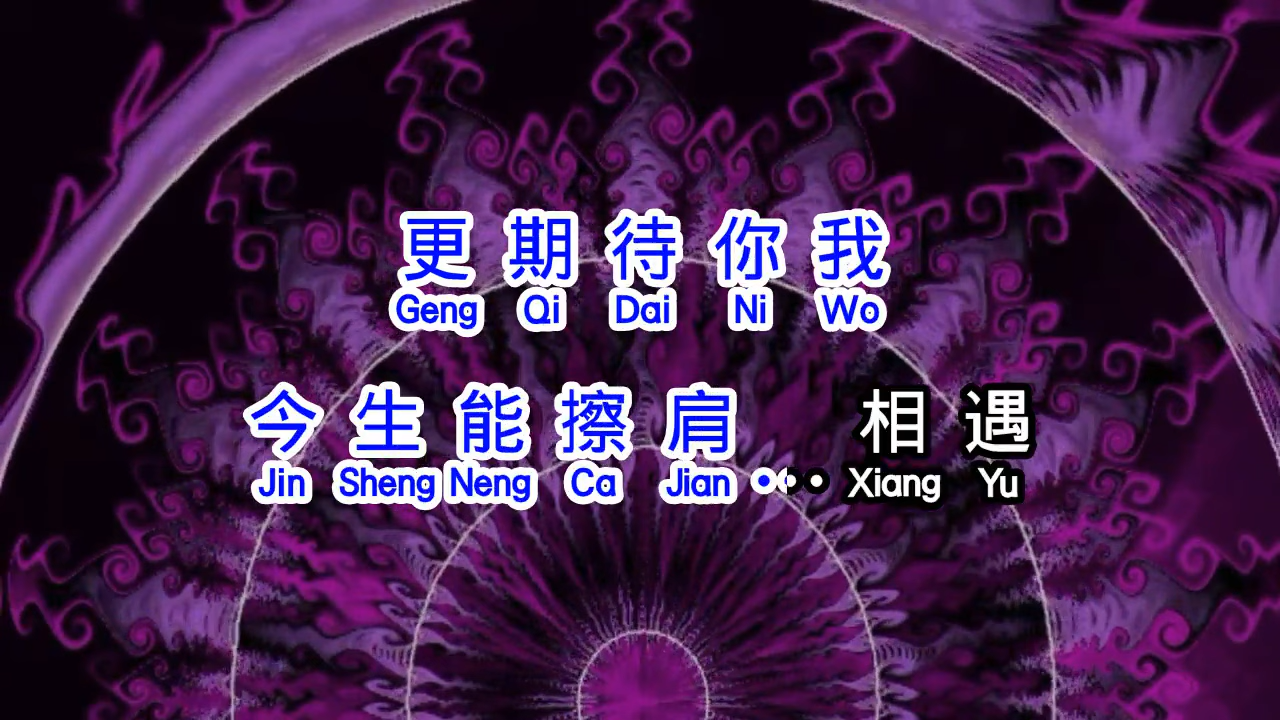 更 期 待 你 我
Geng Qi Dai Ni Wo
今 生 能 擦 肩 相 遇
Jin Sheng Neng Ca Jian ••• Xiang Yu